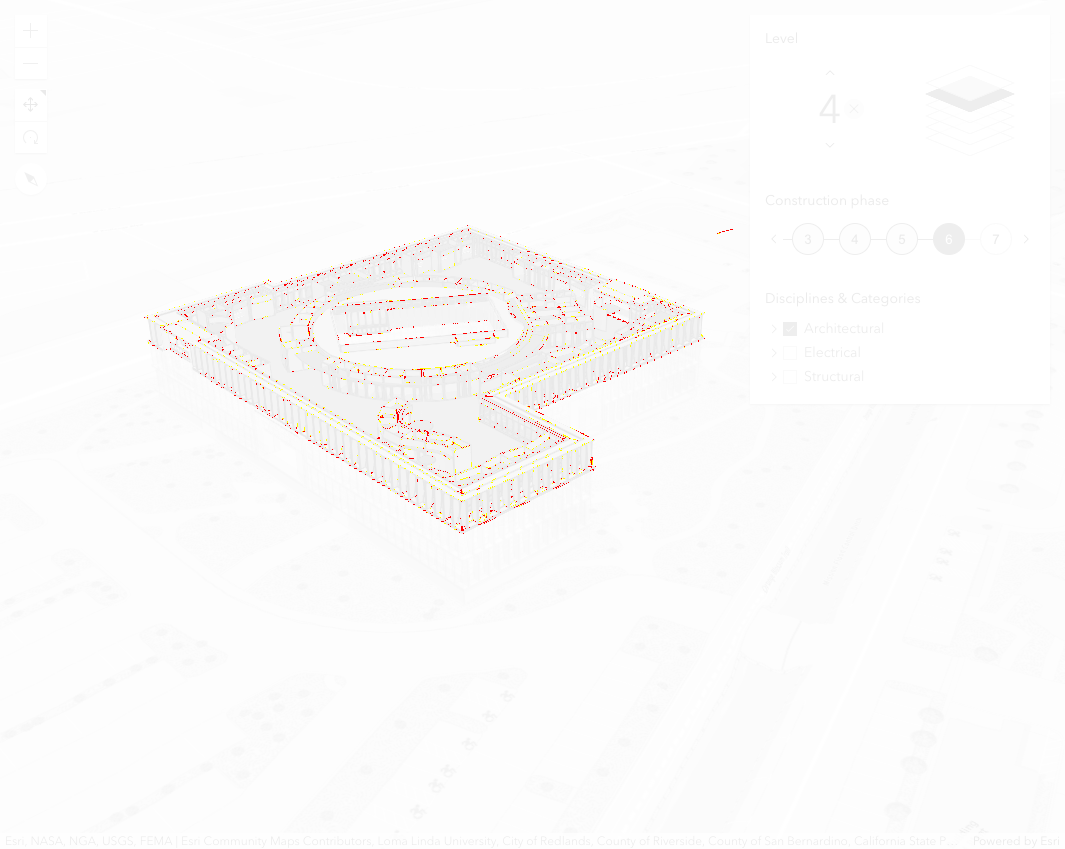 Level
4
Construction phase
3 4 5 6 7
Disciplines & Categories
Architectural
Electrical
Structural
Esri, NASA, NGA, USGS, FEMA | Esri Community Maps Contributors, Loma Linda University, City of Redlands, County of Riverside, County of San Bernardino, California State P... Powered by Esri